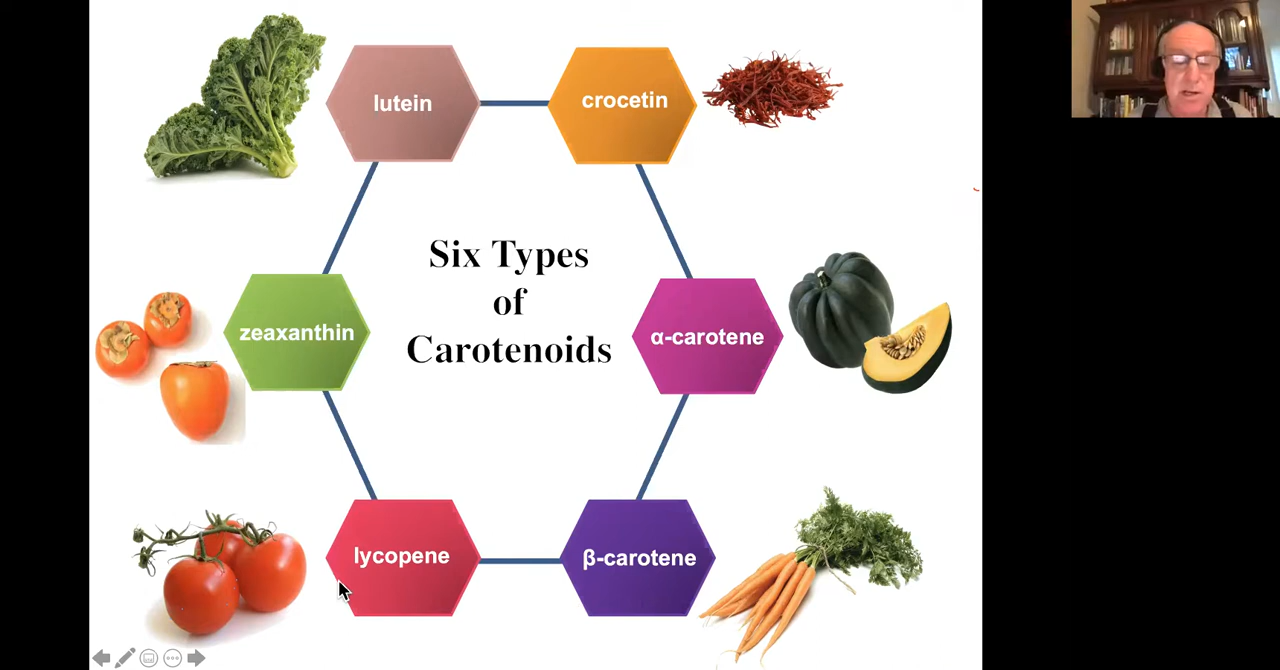 lutein
crocetin
Six Types
of
Carotenoids
zeaxanthin
α-carotene
lycopene
β-carotene